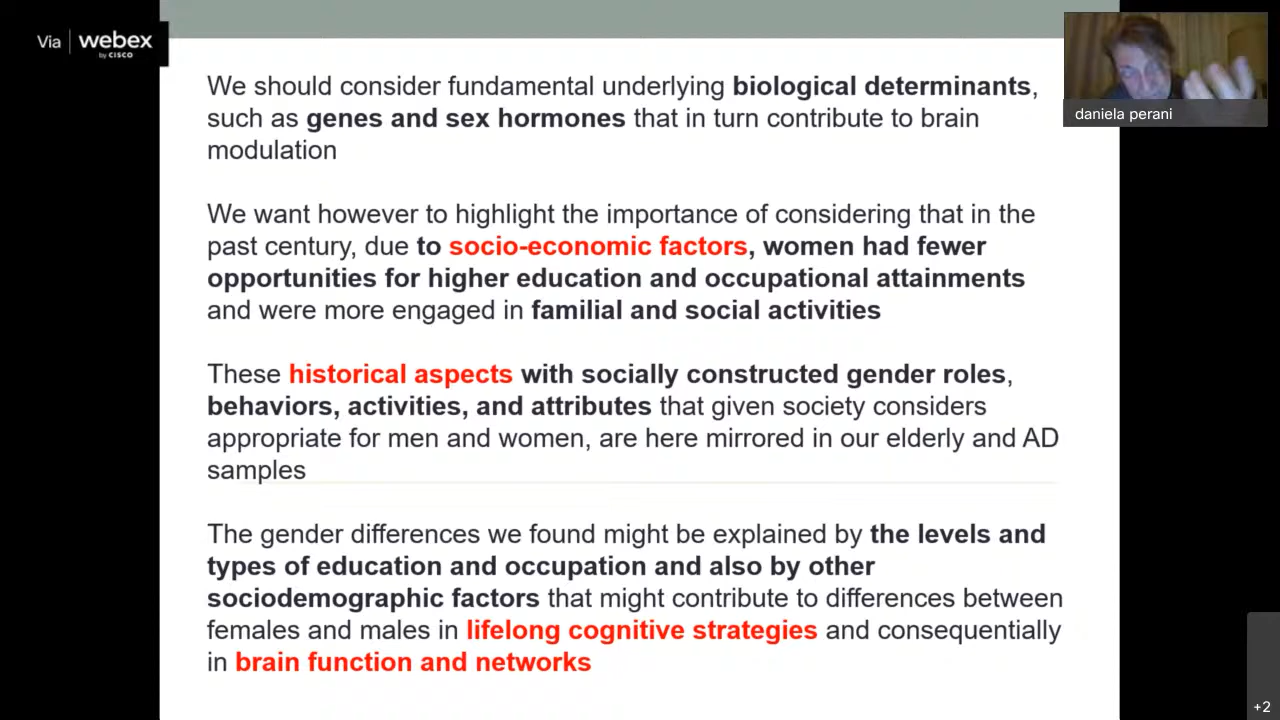 Via webex
by CISCO
daniela perani
We should consider fundamental underlying biological determinants,
such as genes and sex hormones that in turn contribute to brain
modulation
We want however to highlight the importance of considering that in the
past century, due to socio-economic factors, women had fewer
opportunities for higher education and occupational attainments
and were more engaged in familial and social activities
These historical aspects with socially constructed gender roles,
behaviors, activities, and attributes that given society considers
appropriate for men and women, are here mirrored in our elderly and AD
samples
The gender differences we found might be explained by the levels and
types of education and occupation and also by other
sociodemographic factors that might contribute to differences between
females and males in lifelong cognitive strategies and consequentially
in brain function and networks
+2